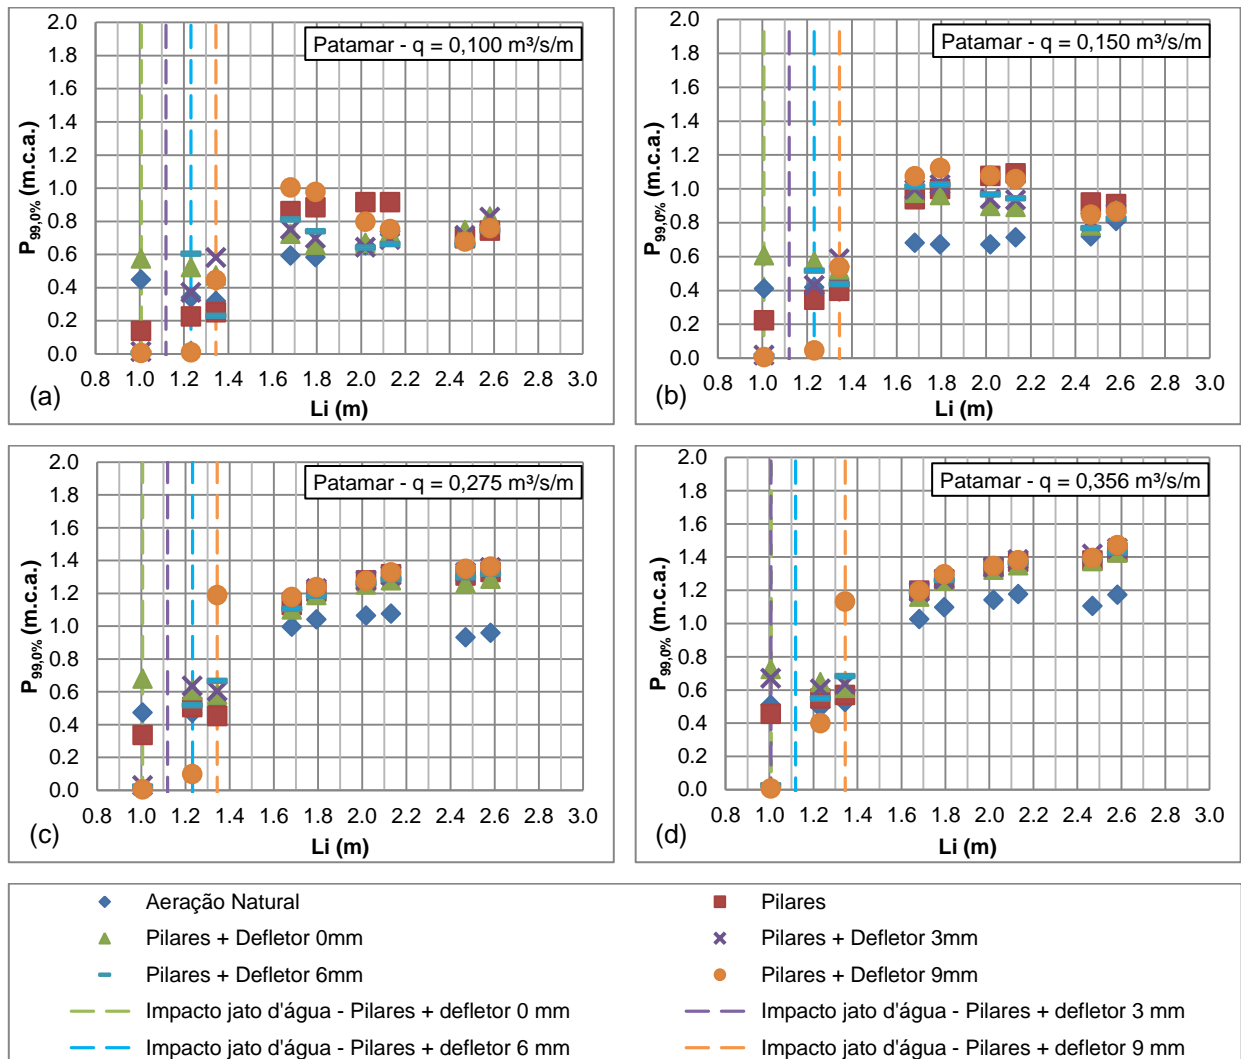 Patamar - q = 0,100 m³/s/m
P99,0% (m.c.a.)
2.0
1.8
1.6
1.4
1.2
1.0
0.8
0.6
0.4
0.2
0.0
0.8 1.0 1.2 1.4 1.6 1.8 2.0 2.2 2.4 2.6 2.8 3.0
(a)
Li (m)
Patamar - q = 0,150 m³/s/m
P99,0% (m.c.a.)
2.0
1.8
1.6
1.4
1.2
1.0
0.8
0.6
0.4
0.2
0.0
0.8 1.0 1.2 1.4 1.6 1.8 2.0 2.2 2.4 2.6 2.8 3.0
(b)
Li (m)
Patamar - q = 0,275 m³/s/m
P99,0% (m.c.a.)
2.0
1.8
1.6
1.4
1.2
1.0
0.8
0.6
0.4
0.2
0.0
0.8 1.0 1.2 1.4 1.6 1.8 2.0 2.2 2.4 2.6 2.8 3.0
(c)
Li (m)
Patamar - q = 0,356 m³/s/m
P99,0% (m.c.a.)
2.0
1.8
1.6
1.4
1.2
1.0
0.8
0.6
0.4
0.2
0.0
0.8 1.0 1.2 1.4 1.6 1.8 2.0 2.2 2.4 2.6 2.8 3.0
(d)
Li (m)
Aeração Natural
Pilares
Pilares + Defletor 0mm
Pilares + Defletor 3mm
Pilares + Defletor 6mm
Pilares + Defletor 9mm
Impacto jato d'água - Pilares + defletor 0 mm
Impacto jato d'água - Pilares + defletor 3 mm
Impacto jato d'água - Pilares + defletor 6 mm
Impacto jato d'água - Pilares + defletor 9 mm